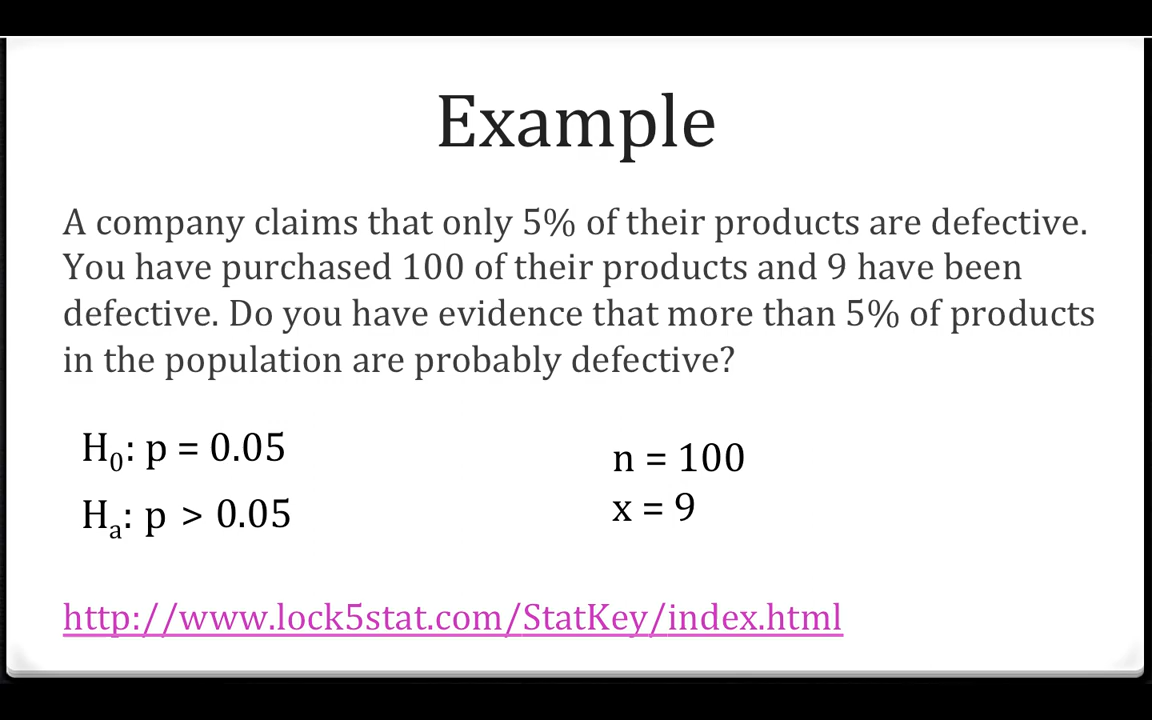 Example
A company claims that only 5% of their products are defective.
You have purchased 100 of their products and 9 have been
defective. Do you have evidence that more than 5% of products
in the population are probably defective?
H₀: p = 0.05
Hₐ: p > 0.05
n = 100
x = 9
http://www.lock5stat.com/StatKey/index.html